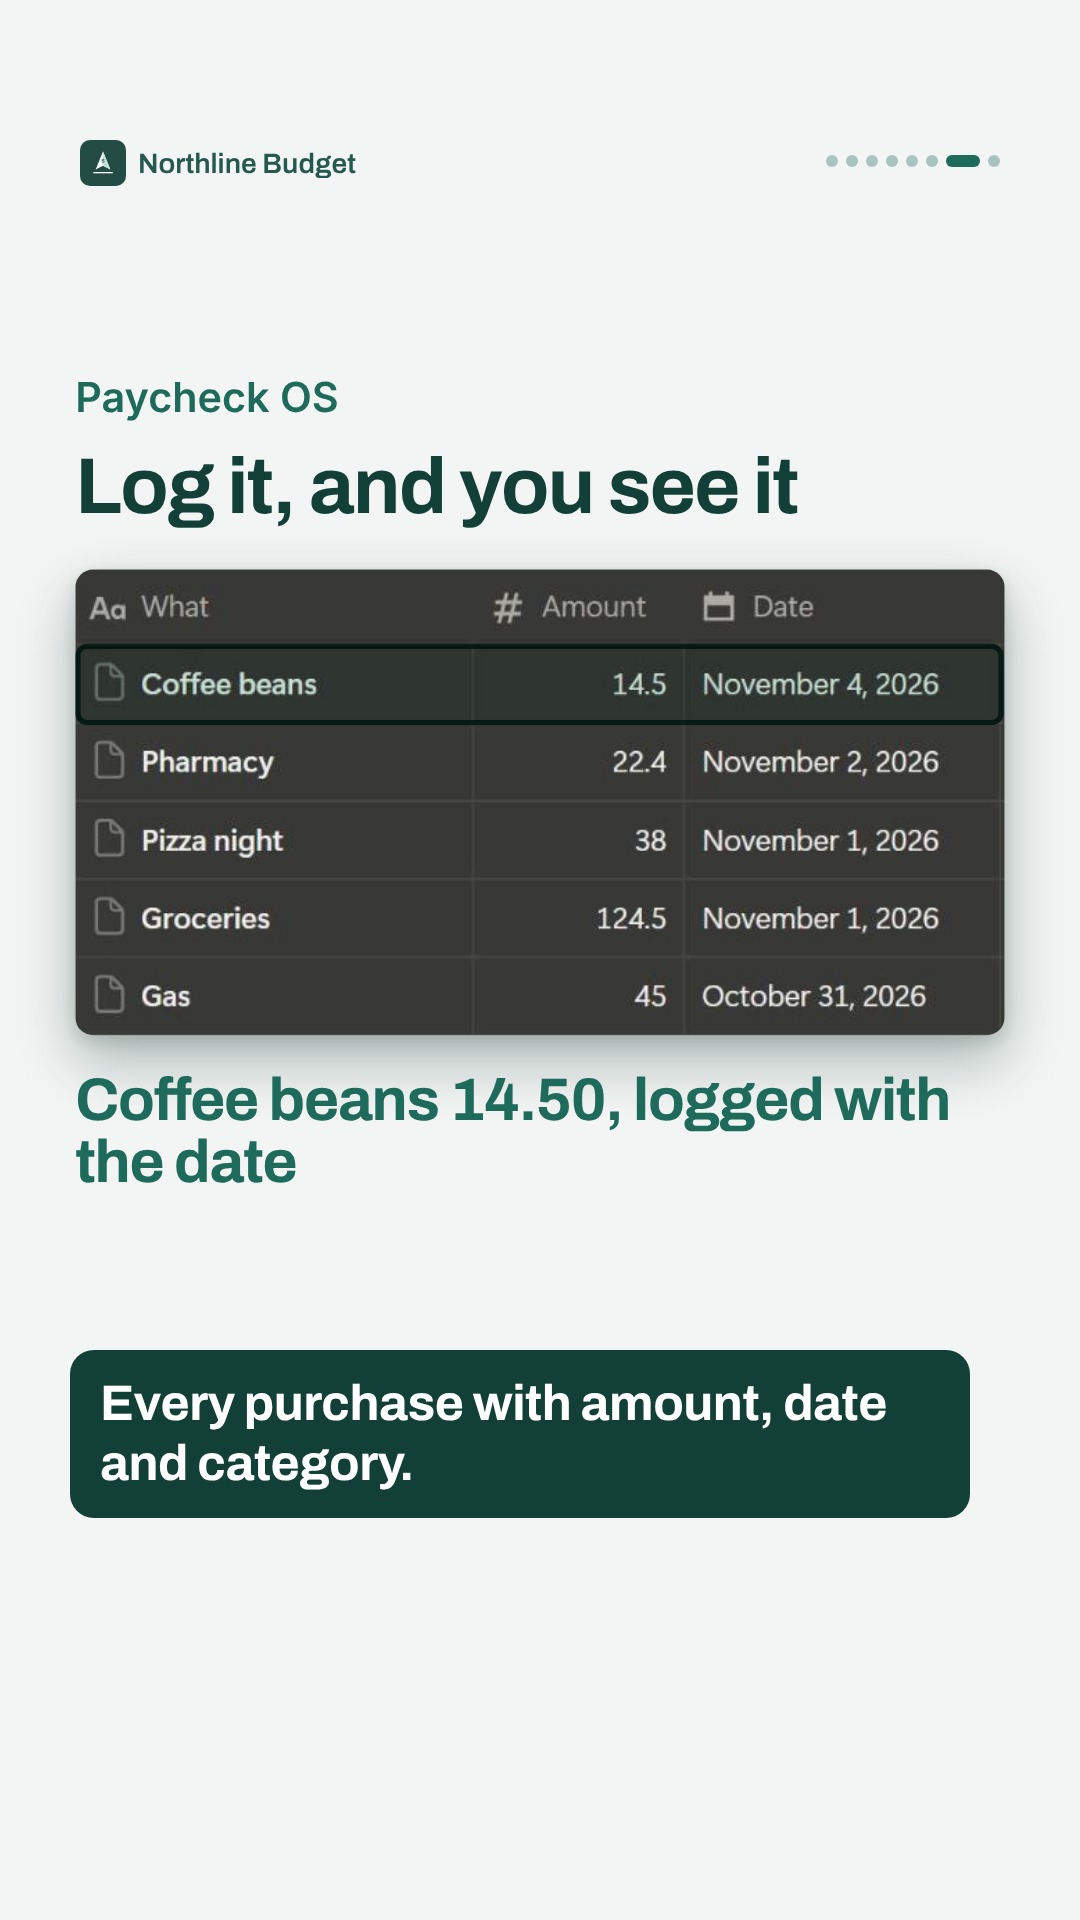 Northline Budget
Paycheck OS
Log it, and you see it
Aa What # Amount Date
Coffee beans 14.5 November 4, 2026
Pharmacy 22.4 November 2, 2026
Pizza night 38 November 1, 2026
Groceries 124.5 November 1, 2026
Gas 45 October 31, 2026
Coffee beans 14.50, logged with
the date
Every purchase with amount, date
and category.